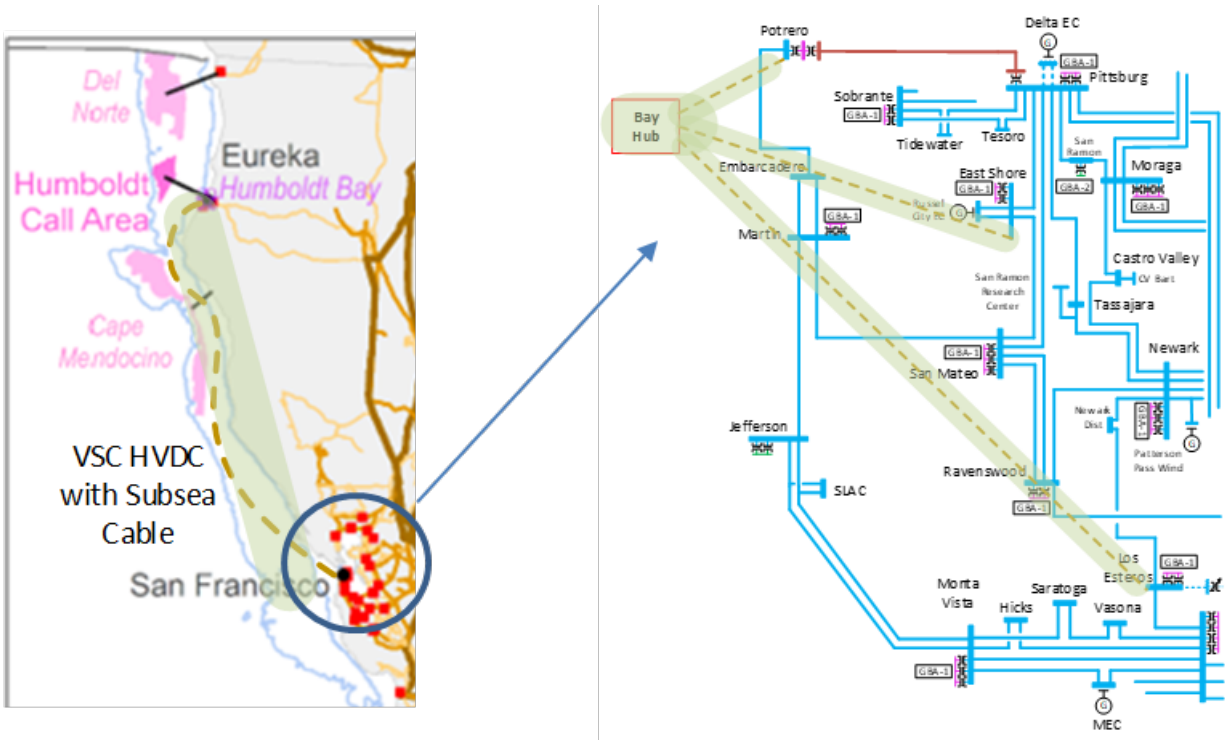 Del
Norte
Eureka
Humboldt
Call Area
Humboldt Bay
Cape
Mendocino
VSC HVDC
with Subsea
Cable
San Francisco
Delta EC
G
Potrero
GBA-1
Pittsburg
Sobrante
GBA-1
Bay
Hub
Tidewater
Tesoro
San
Ramon
GBA-2
Moraga
GBA-1
Embarcadero
East Shore
GBA-1
G
GBA-1
Martin
San Ramon
Research
Center
Castro Valley
CV Bart
Tassajara
GBA-1
San Mateo
Newark
Newark
Dist
GBA-1
G
Patterson
Pass Wind
Jefferson
Ravenswood
GBA-1
SLAC
Los
Esteros
GBA-1
Monta
Vista
Hicks
Saratoga
Vasona
GBA-1
G
MEC